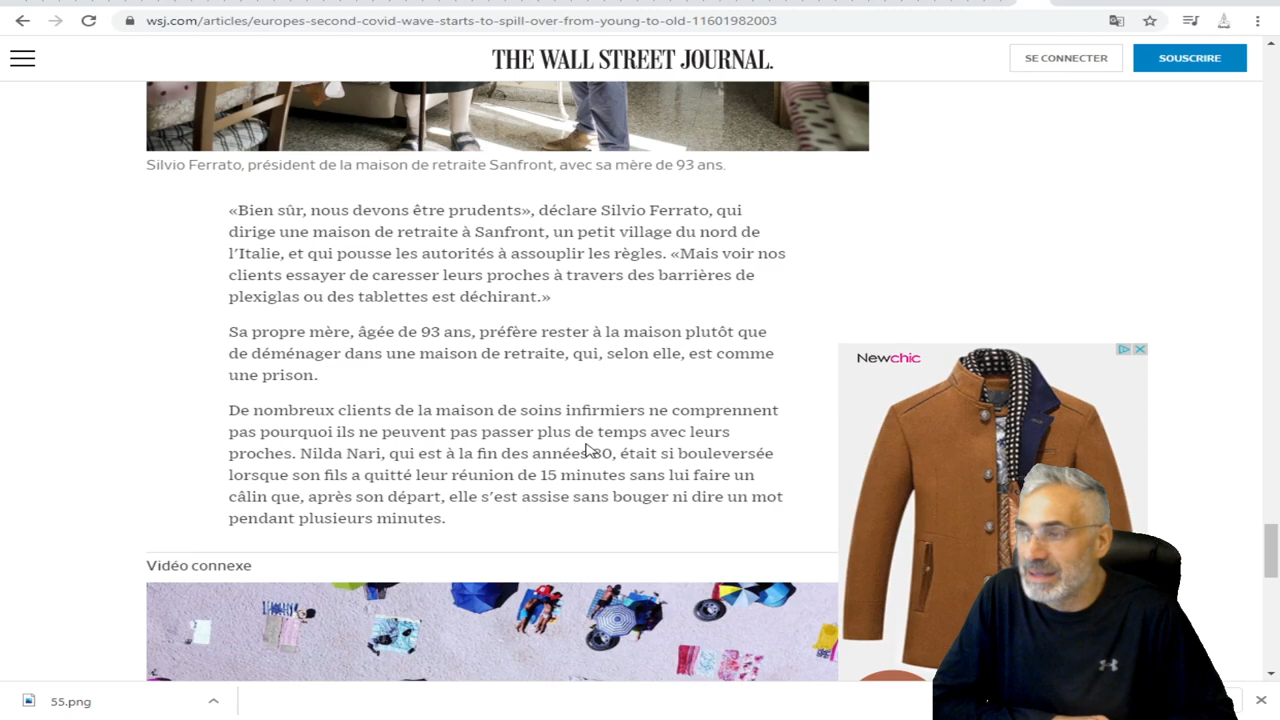 wsj.com/articles/europes-second-covid-wave-starts-to-spill-over-from-young-to-old-11601982003
THE WALL STREET JOURNAL.
SE CONNECTER
SOUSCRIRE
Silvio Ferrato, président de la maison de retraite Sanfront, avec sa mère de 93 ans.
«Bien sûr, nous devons être prudents», déclare Silvio Ferrato, qui
dirige une maison de retraite à Sanfront, un petit village du nord de
l'Italie, et qui pousse les autorités à assouplir les règles. «Mais voir nos
clients essayer de caresser leurs proches à travers des barrières de
plexiglas ou des tablettes est déchirant.»
Sa propre mère, âgée de 93 ans, préfère rester à la maison plutôt que
de déménager dans une maison de retraite, qui, selon elle, est comme
une prison.
De nombreux clients de la maison de soins infirmiers ne comprennent
pas pourquoi ils ne peuvent pas passer plus de temps avec leurs
proches. Nilda Nari, qui est à la fin des années 80, était si bouleversée
lorsque son fils a quitté leur réunion de 15 minutes sans lui faire un
câlin que, après son départ, elle s'est assise sans bouger ni dire un mot
pendant plusieurs minutes.
Newchic
Vidéo connexe
55.png